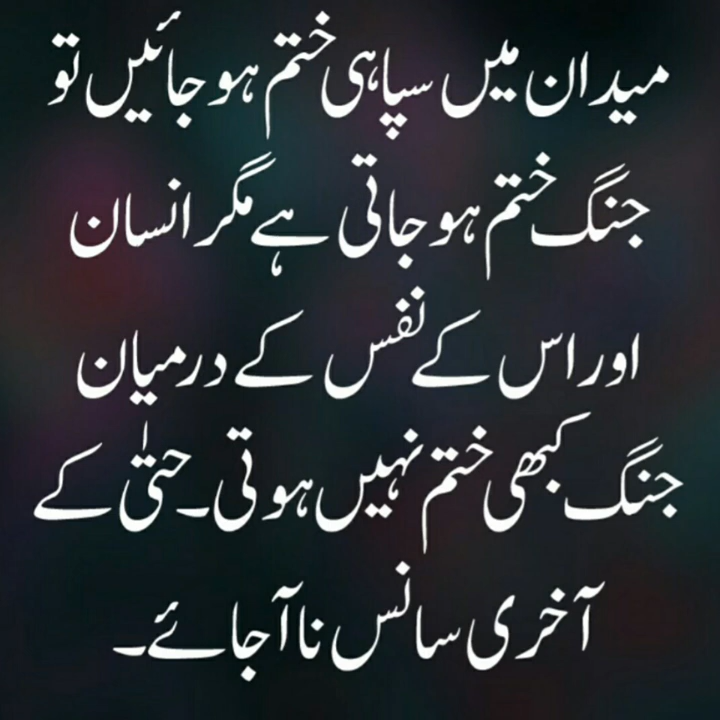 میدان میں سپاہی ختم ہو جائیں تو
جنگ ختم ہو جاتی ہے مگر انسان
اور اس کے نفس کے درمیان
جنگ کبھی ختم نہیں ہوتی۔ حتیٰ کے
آخری سانس نا آ جائے۔